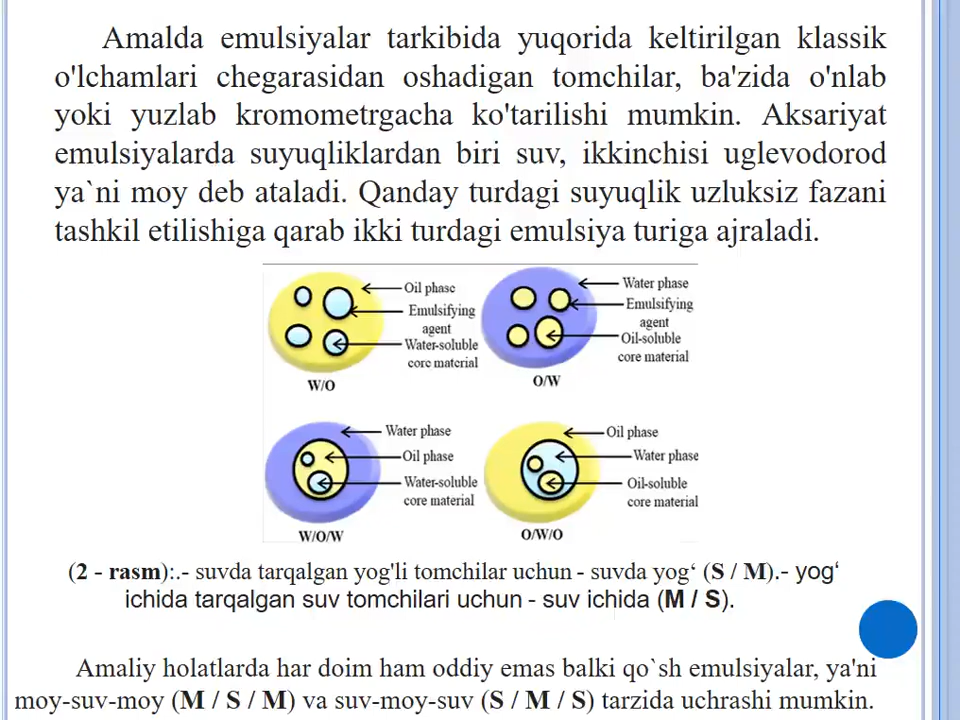 Amalda emulsiyalar tarkibida yuqorida keltirilgan klassik
o'lchamlari chegarasidan oshadigan tomchilar, ba'zida o'nlab
yoki yuzlab kromometrgacha ko'tarilishi mumkin. Aksariyat
emulsiyalarda suyuqliklardan biri suv, ikkinchisi uglevodorod
ya`ni moy deb ataladi. Qanday turdagi suyuqlik uzluksiz fazani
tashkil etilishiga qarab ikki turdagi emulsiya turiga ajraladi.
Oil phase
Emulsifying
agent
Water-soluble
core material
W/O
Water phase
Emulsifying
agent
Oil-soluble
core material
O/W
Water phase
Oil phase
Water-soluble
core material
W/O/W
Oil phase
Water phase
Oil-soluble
core material
O/W/O
(2 - rasm):.- suvda tarqalgan yog'li tomchilar uchun - suvda yog‘ (S / M).- yog‘
ichida tarqalgan suv tomchilari uchun - suv ichida (M / S).
Amaliy holatlarda har doim ham oddiy emas balki qo`sh emulsiyalar, ya'ni
moy-suv-moy (M / S / M) va suv-moy-suv (S / M / S) tarzida uchrashi mumkin.